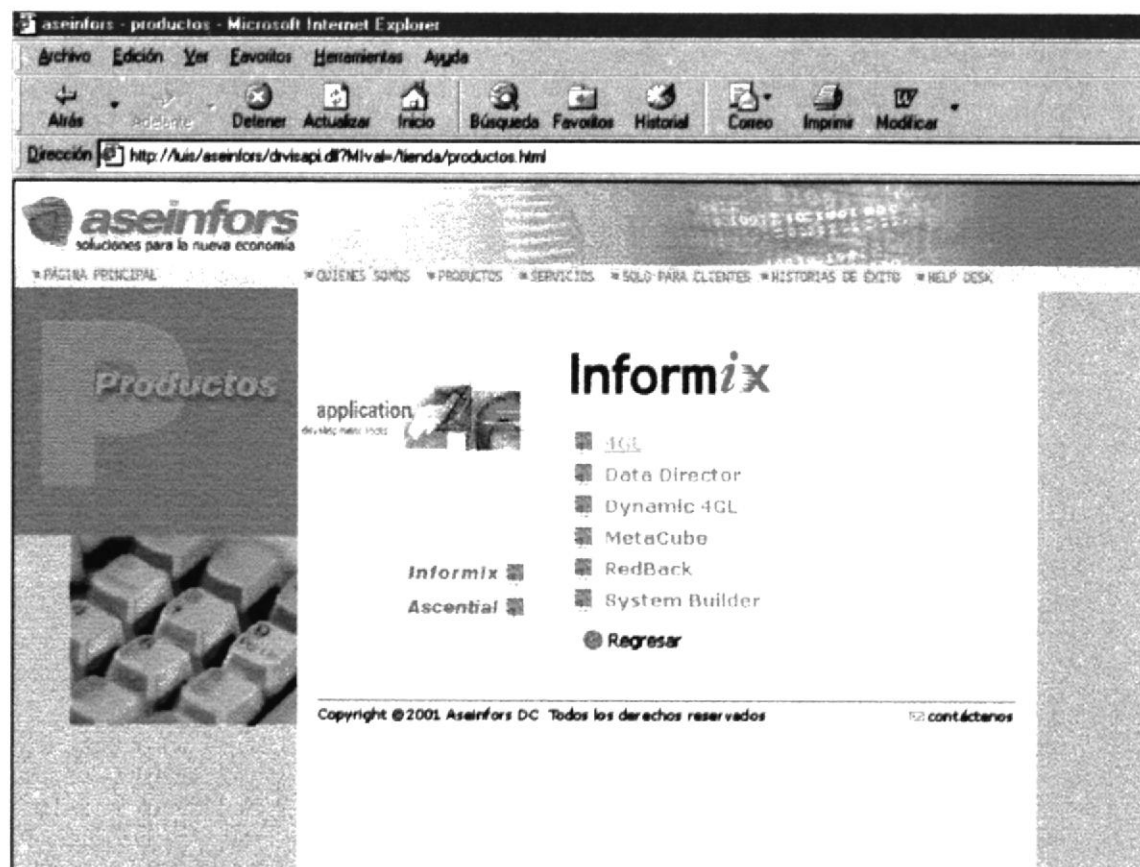 aseinfors - productos - Microsoft Internet Explorer
Archivo Edición Ver Favoritos Herramientas Ayuda
Atrás Adelante Detener Actualizar Inicio Búsqueda Favoritos Historial Correo Imprimir Modificar
Dirección http://luis/aseinfors/drvisapi.dll?MIval=/tienda/productos.html
aseinfors
soluciones para la nueva economía
PÁGINA PRINCIPAL QUIENES SOMOS PRODUCTOS SERVICIOS SOLO PARA CLIENTES HISTORIAS DE ÉXITO HELP DESK
Productos
Informix
application
development tools
4GL
Data Director
Dynamic 4GL
MetaCube
RedBack
System Builder
Informix
Ascential
Regresar
Copyright ©2001 Aseinfors DC Todos los derechos reservados contáctenos